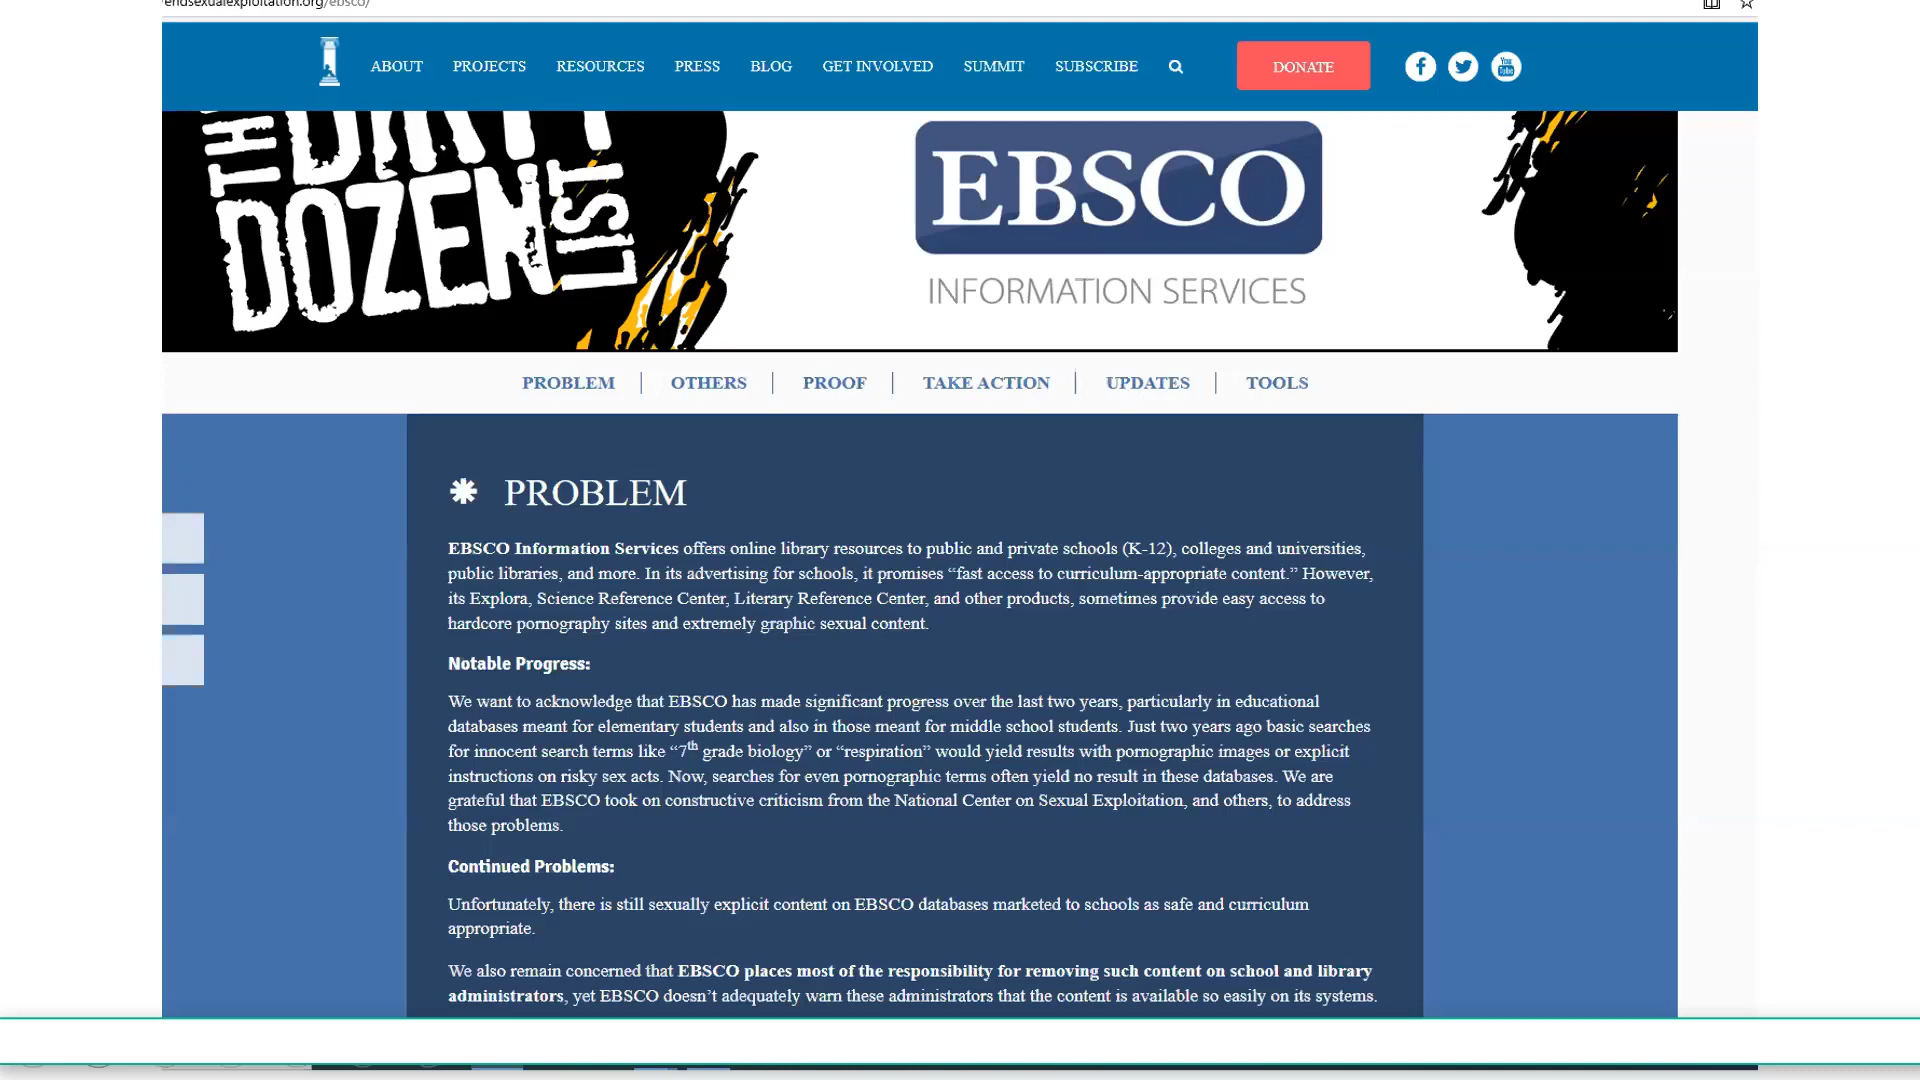 endsexualexploitation.org/ebsco/
ABOUT PROJECTS RESOURCES PRESS BLOG GET INVOLVED SUMMIT SUBSCRIBE DONATE
THE DIRTY DOZEN LIST
EBSCO
INFORMATION SERVICES
PROBLEM | OTHERS | PROOF | TAKE ACTION | UPDATES | TOOLS
PROBLEM
EBSCO Information Services offers online library resources to public and private schools (K-12), colleges and universities,
public libraries, and more. In its advertising for schools, it promises “fast access to curriculum-appropriate content.” However,
its Explora, Science Reference Center, Literary Reference Center, and other products, sometimes provide easy access to
hardcore pornography sites and extremely graphic sexual content.
Notable Progress:
We want to acknowledge that EBSCO has made significant progress over the last two years, particularly in educational
databases meant for elementary students and also in those meant for middle school students. Just two years ago basic searches
for innocent search terms like “7th grade biology” or “respiration” would yield results with pornographic images or explicit
instructions on risky sex acts. Now, searches for even pornographic terms often yield no result in these databases. We are
grateful that EBSCO took on constructive criticism from the National Center on Sexual Exploitation, and others, to address
those problems.
Continued Problems:
Unfortunately, there is still sexually explicit content on EBSCO databases marketed to schools as safe and curriculum
appropriate.
We also remain concerned that EBSCO places most of the responsibility for removing such content on school and library
administrators, yet EBSCO doesn’t adequately warn these administrators that the content is available so easily on its systems.